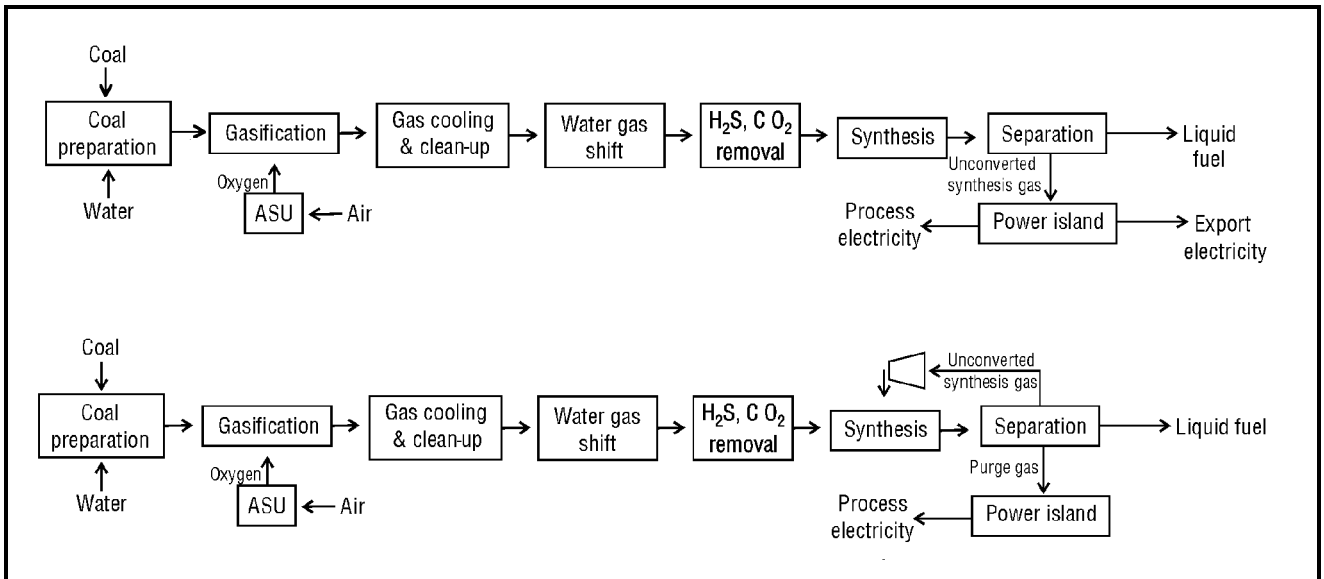 Coal
Coal
preparation
Water
Gasification
Oxygen
ASU
Air
Gas cooling
& clean-up
Water gas
shift
H₂S, C O₂
removal
Synthesis
Separation
Liquid
fuel
Unconverted
synthesis gas
Process
electricity
Power island
Export
electricity
Coal
Coal
preparation
Water
Gasification
Oxygen
ASU
Air
Gas cooling
& clean-up
Water gas
shift
H₂S, C O₂
removal
Synthesis
Unconverted
synthesis gas
Separation
Liquid fuel
Purge gas
Process
electricity
Power island